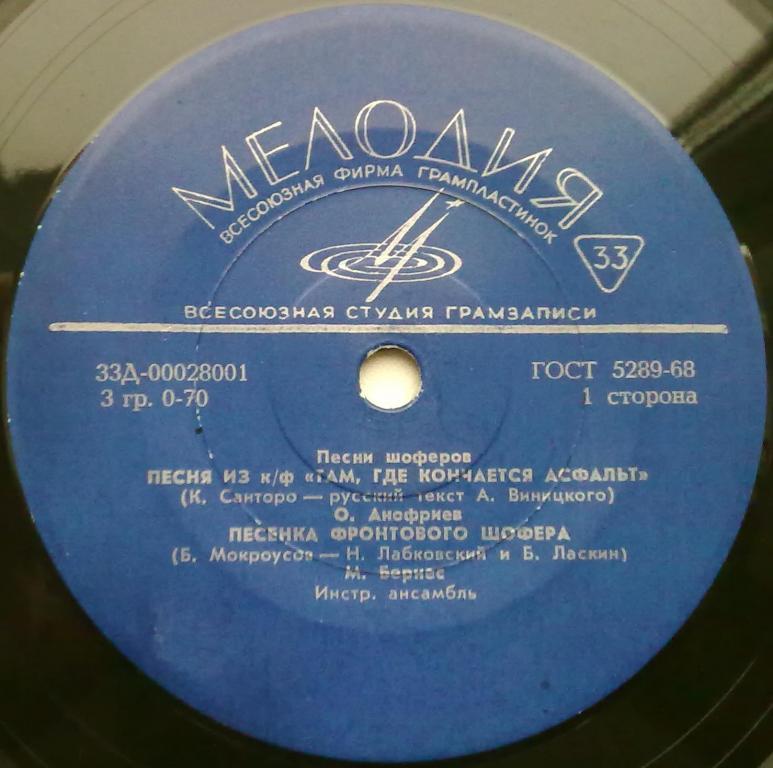 МЕЛОДИЯ
ВСЕСОЮЗНАЯ ФИРМА ГРАМПЛАСТИНОК
33
ВСЕСОЮЗНАЯ СТУДИЯ ГРАМЗАПИСИ
33Д-00028001
ГОСТ 5289-68
3 гр. 0-70
1 сторона
Песни шоферов
ПЕСНЯ ИЗ к/ф «ТАМ, ГДЕ КОНЧАЕТСЯ АСФАЛЬТ»
(К. Санторо — русский текст А. Виницкого)
О. Анофриев
ПЕСЕНКА ФРОНТОВОГО ШОФЕРА
(Б. Мокроусов — Н. Лабковский и Б. Ласкин)
М. Бернес
Инстр. ансамбль